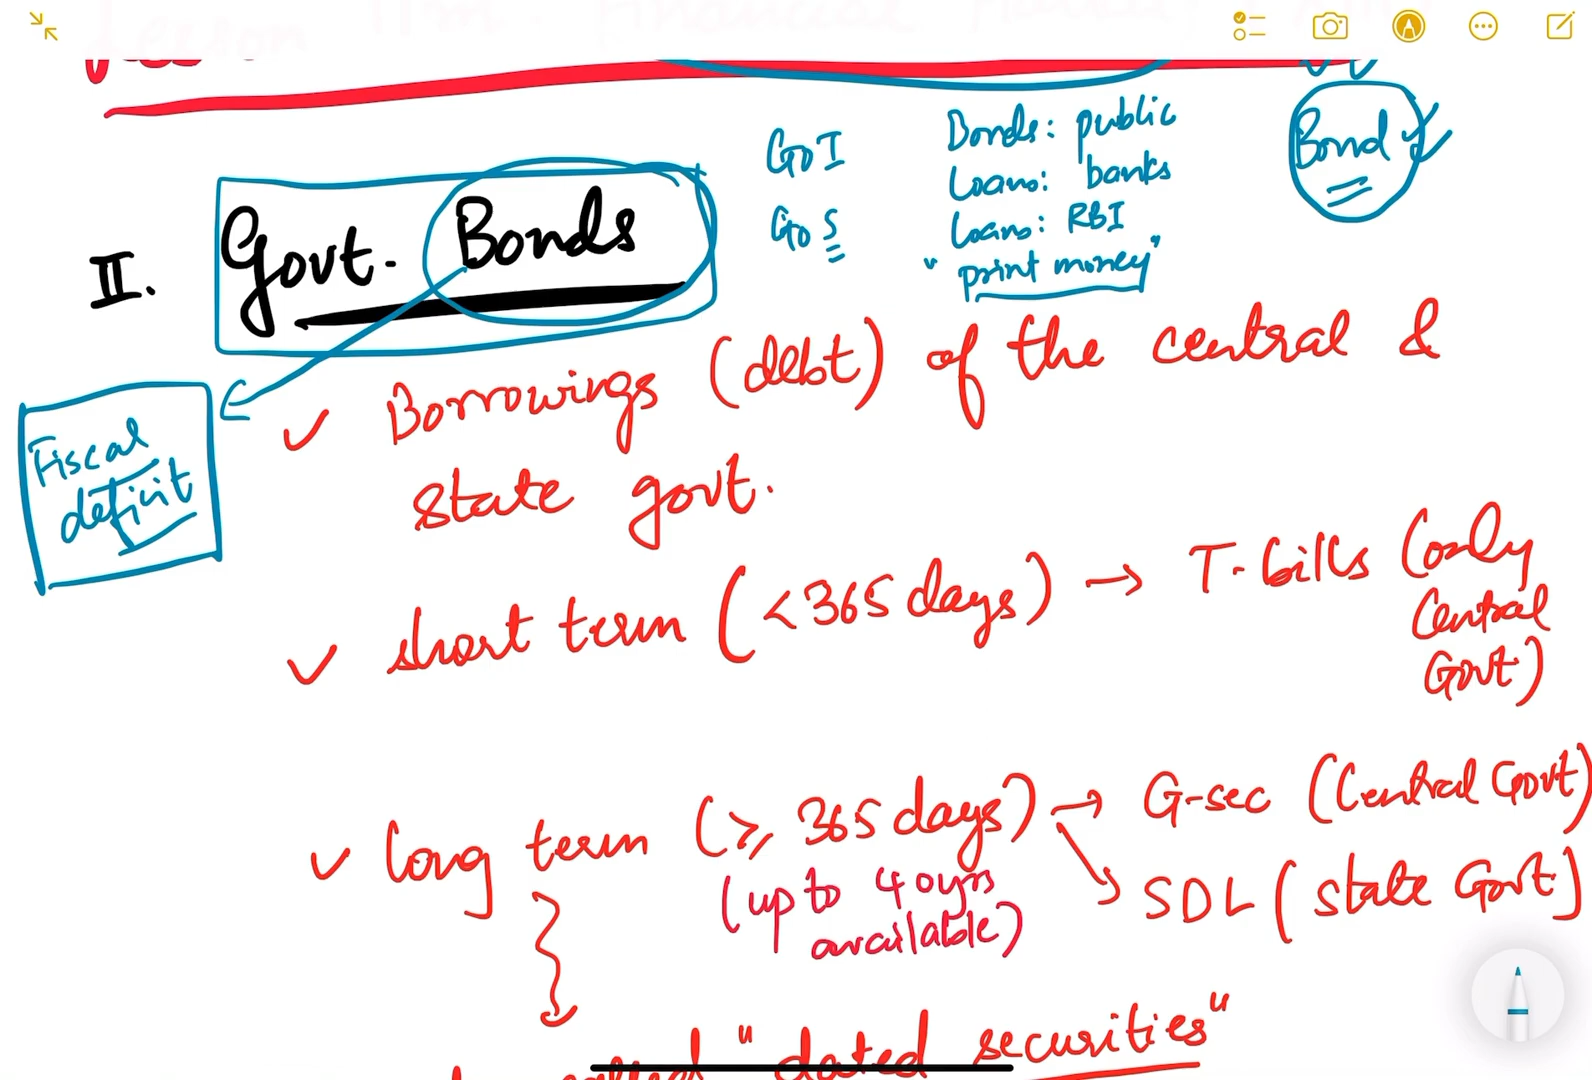 Lesson
GoI
GoS
Bonds: public
Loans: banks
Loans: RBI
"print money"
Bond
II. Govt. Bonds
Fiscal
deficit
✓ Borrowings (debt) of the central &
state govt.
✓ short term (<365 days) → T-bills (only
Central
Govt.)
✓ long term (≥ 365 days) → G-sec (Central Govt)
(up to 40yrs
available)
SDL (state Govt.)
called "dated securities"